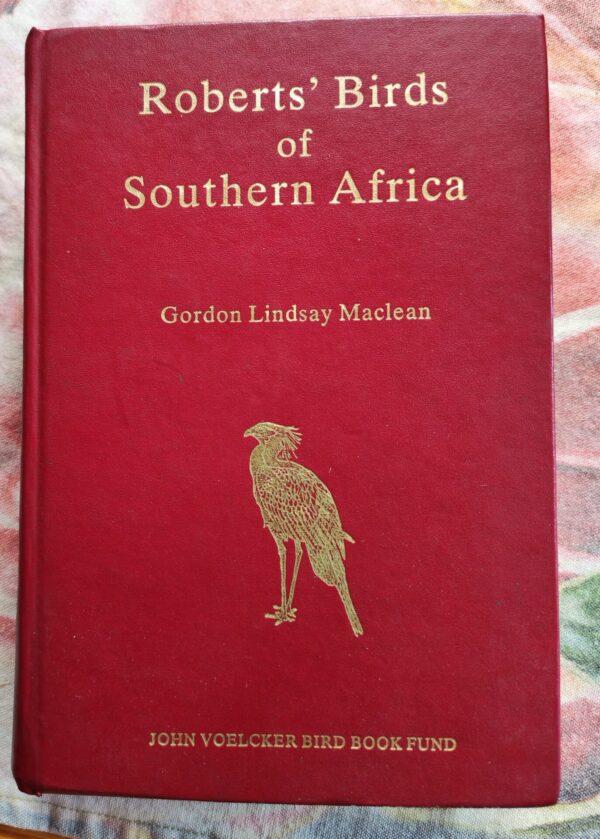 Roberts' Birds
of
Southern Africa
Gordon Lindsay Maclean
JOHN VOELCKER BIRD BOOK FUND